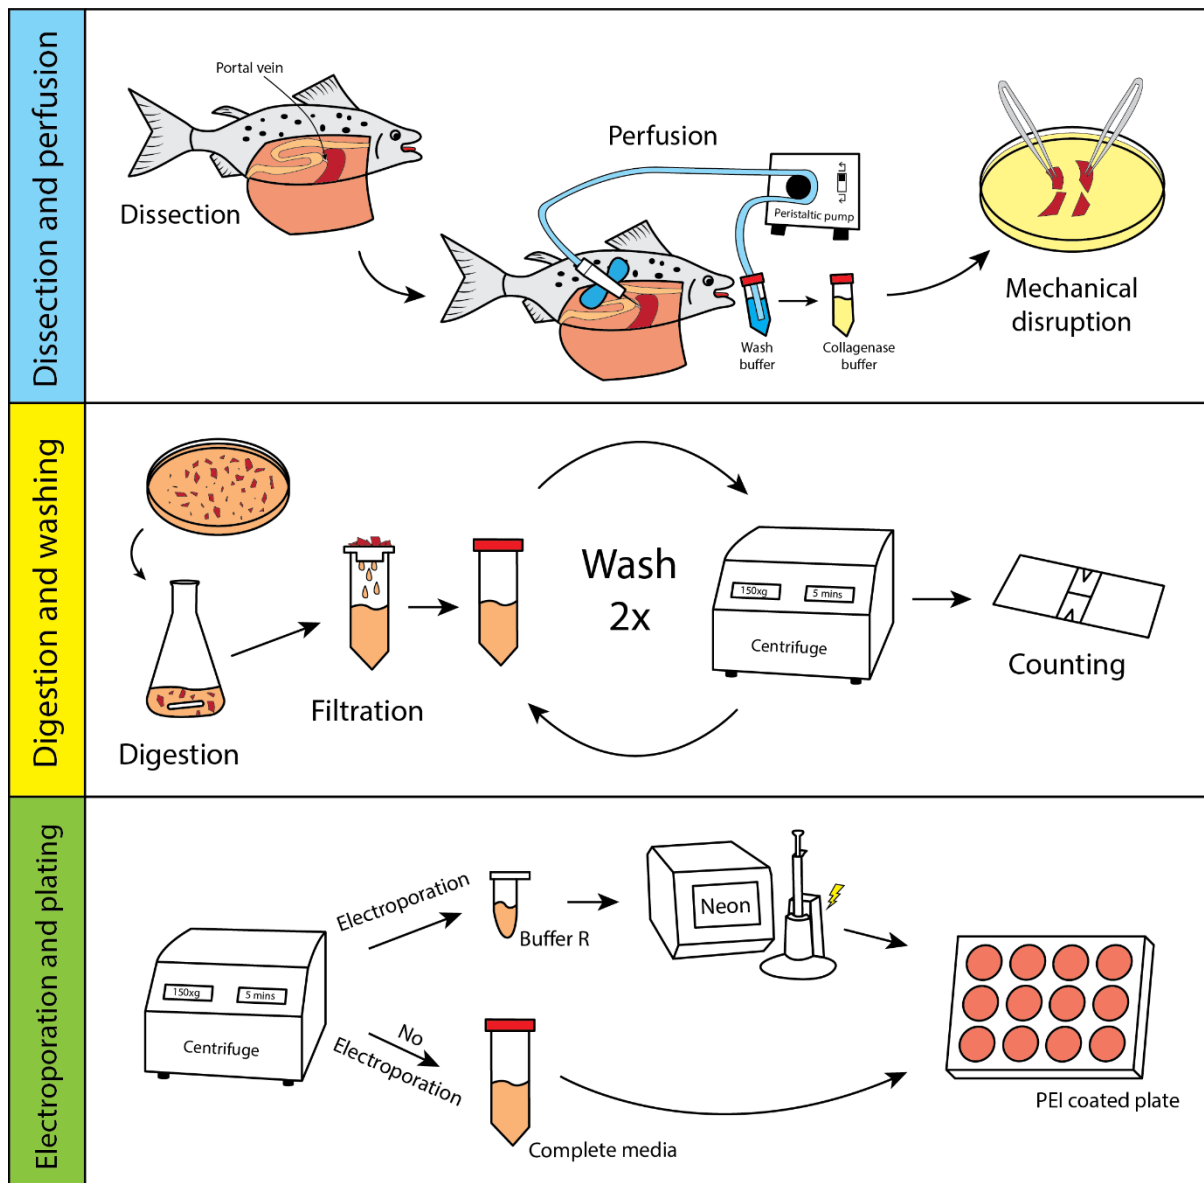 Dissection and perfusion
Portal vein
Dissection
Perfusion
Peristaltic pump
Wash
buffer
Collagenase
buffer
Mechanical
disruption
Digestion and washing
Digestion
Filtration
Wash
2x
150xg
5 mins
Centrifuge
Counting
Electroporation and plating
150xg
5 mins
Centrifuge
Electroporation
Buffer R
Neon
No
Electroporation
Complete media
PEI coated plate